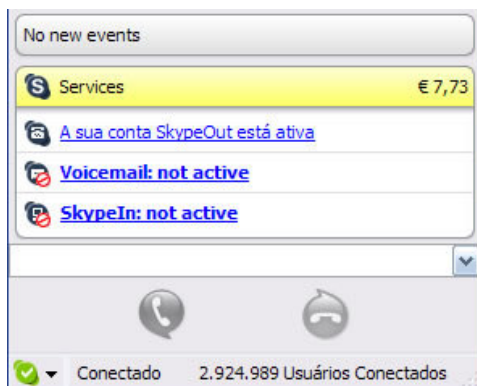 No new events
Services € 7,73
A sua conta SkypeOut está ativa
Voicemail: not active
SkypeIn: not active
Conectado 2.924.989 Usuários Conectados